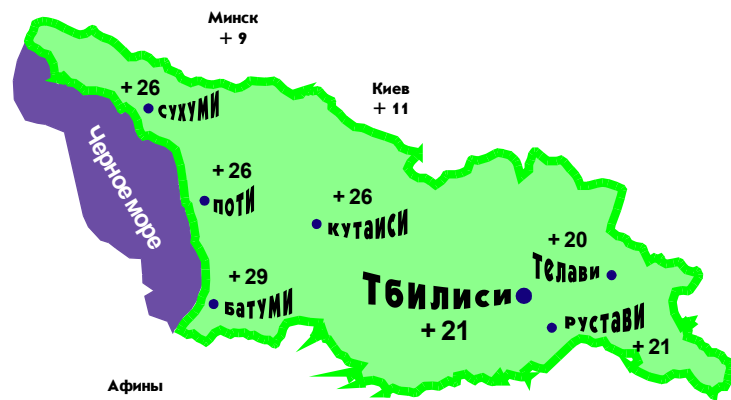 Минск
+ 9
Киев
+ 11
+ 26
СУХУМИ
Черное море
+ 26
ПОТИ
+ 26
КУТАИСИ
+ 20
Телави
+ 29
БАТУМИ
Тбилиси
+ 21
РУСТАВИ
+ 21
Афины